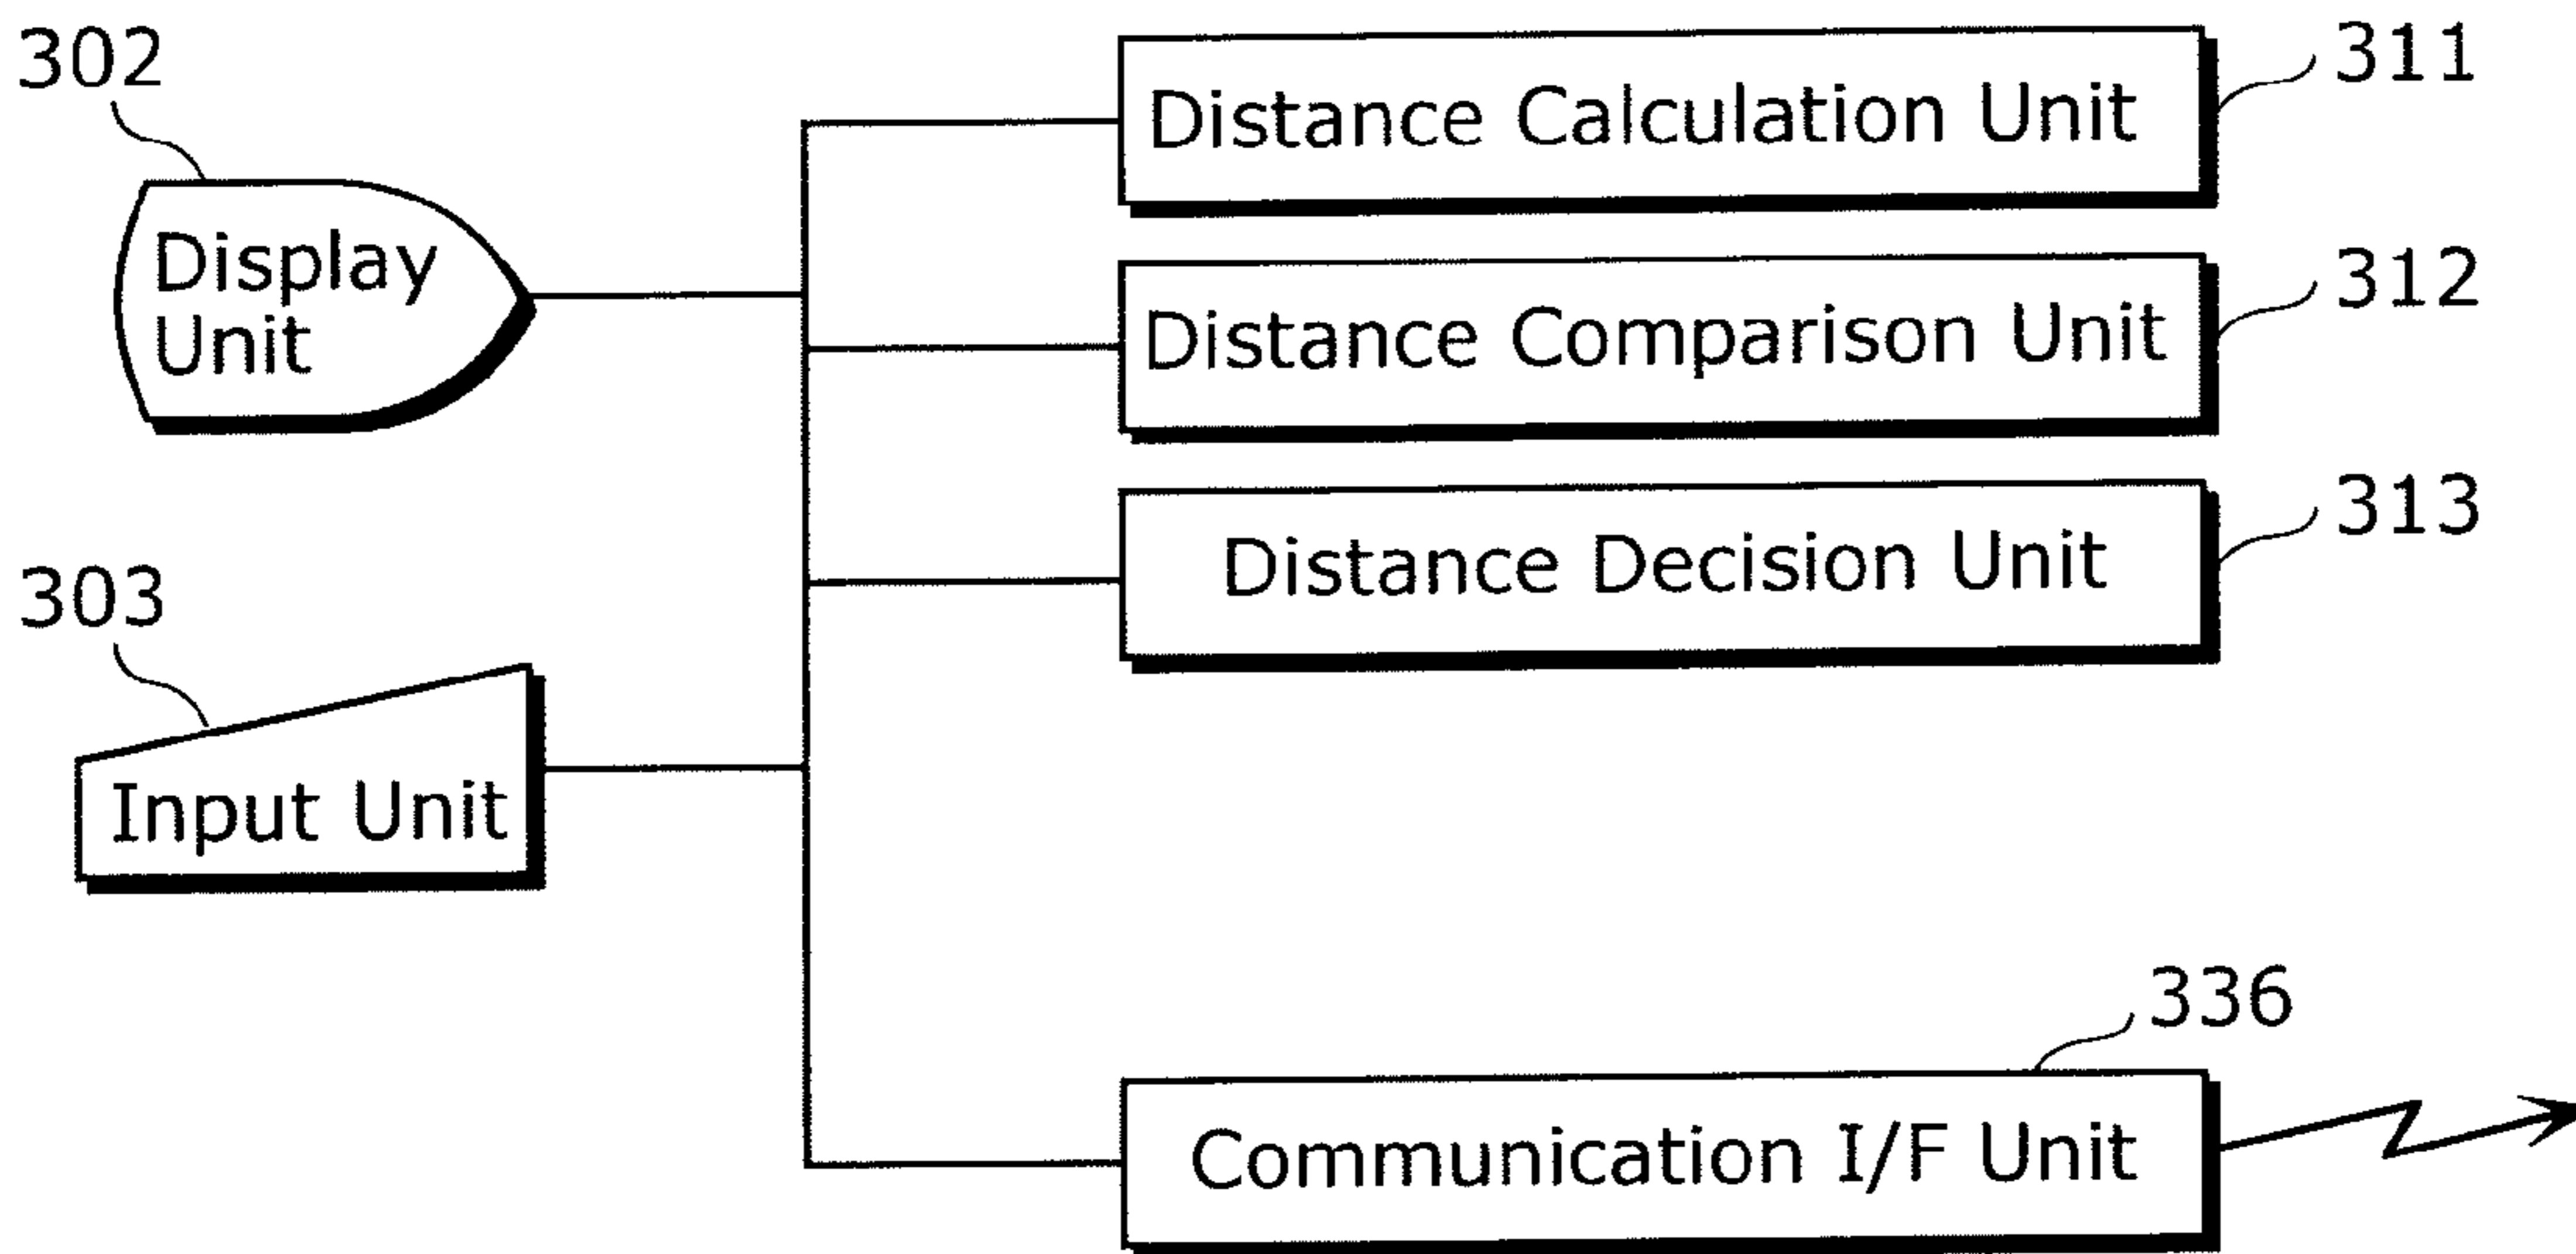 302
Display
Unit
303
Input Unit
Distance Calculation Unit
311
Distance Comparison Unit
312
Distance Decision Unit
313
336
Communication I/F Unit